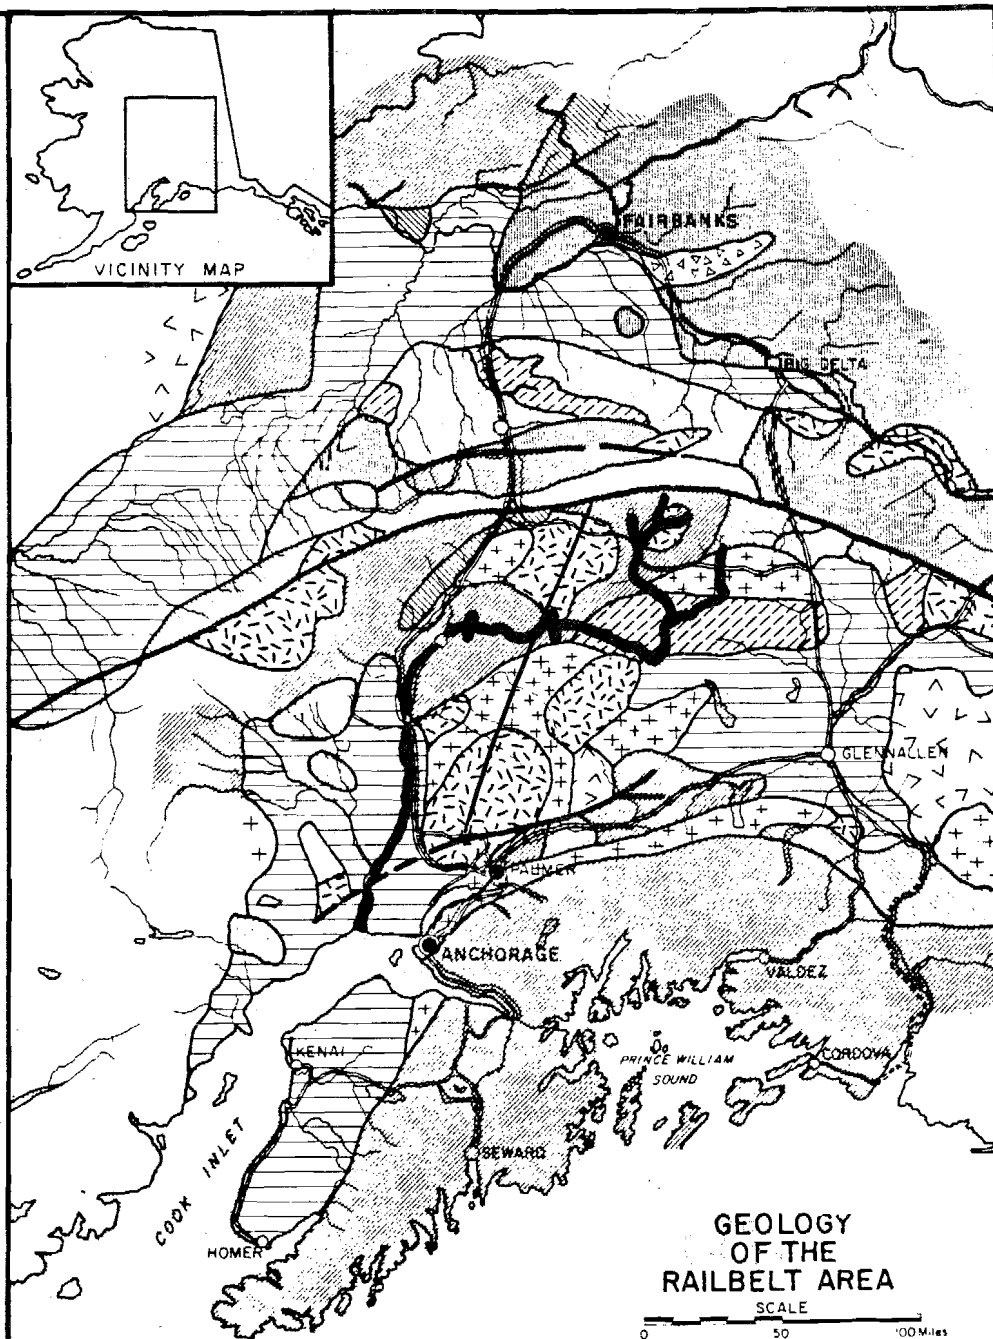 VICINITY MAP
FAIRBANKS
BIG DELTA
GLENNALLEN
PALMER
ANCHORAGE
VALDEZ
KENAI
PRINCE WILLIAM
SOUND
CORDOVA
COOK INLET
SEWARD
HOMER
GEOLOGY
OF THE
RAILBELT AREA
SCALE
0 50 100 Miles